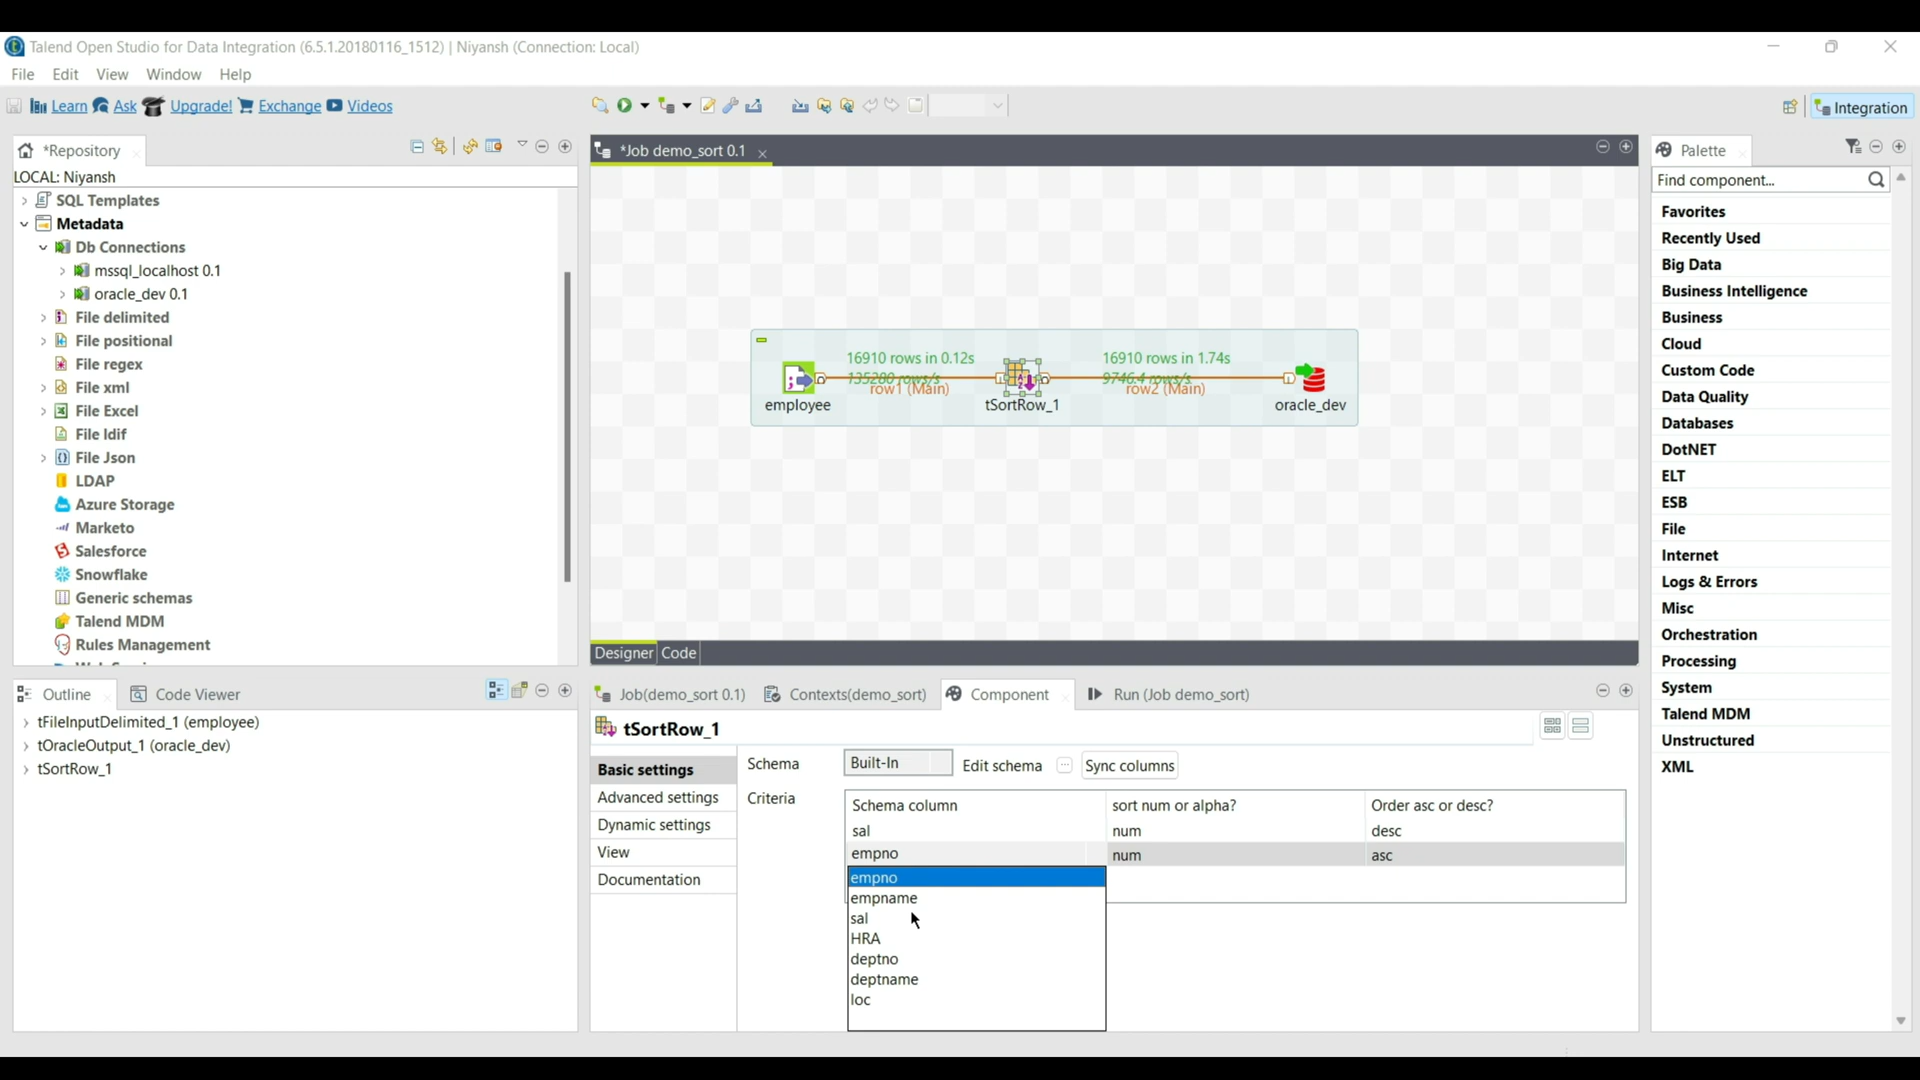 Talend Open Studio for Data Integration (6.5.1.20180116_1512) | Niyansh (Connection: Local)
File Edit View Window Help
Learn Ask Upgrade! Exchange Videos
Integration
*Repository
LOCAL: Niyansh
SQL Templates
Metadata
Db Connections
mssql_localhost 0.1
oracle_dev 0.1
File delimited
File positional
File regex
File xml
File Excel
File ldif
File Json
LDAP
Azure Storage
Marketo
Salesforce
Snowflake
Generic schemas
Talend MDM
Rules Management
*Job demo_sort 0.1
16910 rows in 0.12s
135280 rows/s
row1 (Main)
16910 rows in 1.74s
9746.4 rows/s
row2 (Main)
employee
tSortRow_1
oracle_dev
Designer Code
Palette
Find component...
Favorites
Recently Used
Big Data
Business Intelligence
Business
Cloud
Custom Code
Data Quality
Databases
DotNET
ELT
ESB
File
Internet
Logs & Errors
Misc
Orchestration
Processing
System
Talend MDM
Unstructured
XML
Outline Code Viewer
tFileInputDelimited_1 (employee)
tOracleOutput_1 (oracle_dev)
tSortRow_1
Job(demo_sort 0.1) Contexts(demo_sort) Component Run (Job demo_sort)
tSortRow_1
Basic settings
Advanced settings
Dynamic settings
View
Documentation
Schema Built-In Edit schema ... Sync columns
Criteria
Schema column sort num or alpha? Order asc or desc?
sal num desc
empno num asc
empno
empname
sal
HRA
deptno
deptname
loc